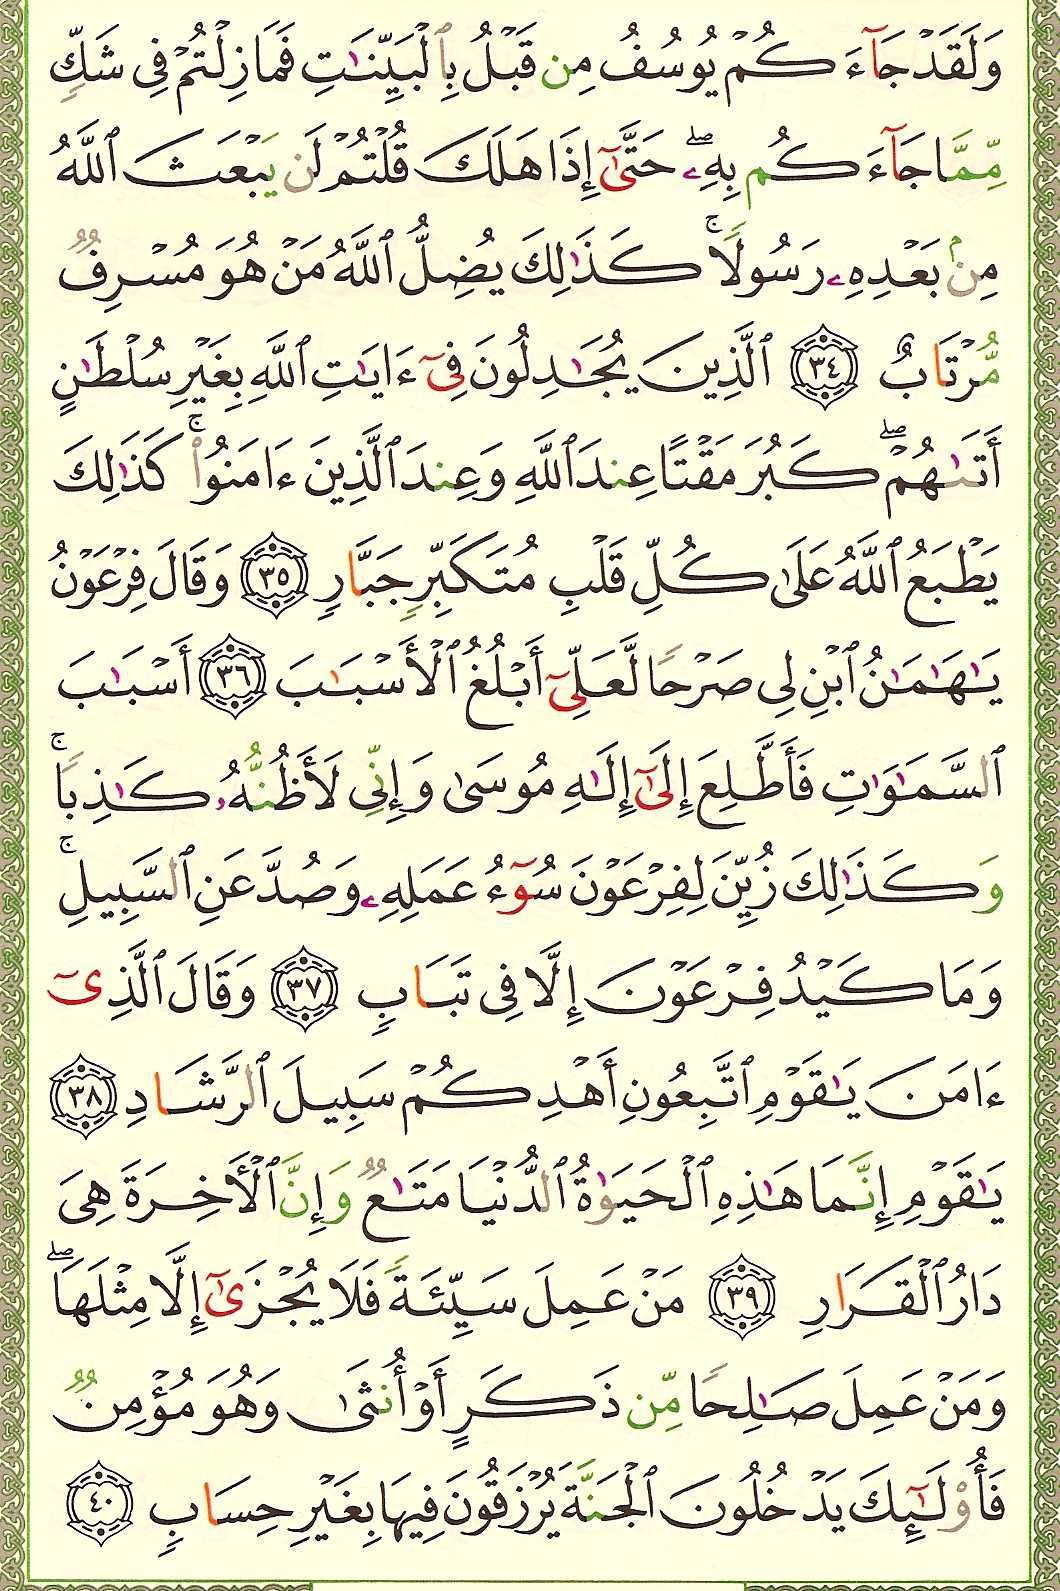 وَلَقَدْ جَآءَكُمْ يُوسُفُ مِن قَبْلُ بِٱلْبَيِّنَٰتِ فَمَا زِلْتُمْ فِى شَكٍّ
مِّمَّا جَآءَكُم بِهِۦ ۖ حَتَّىٰٓ إِذَا هَلَكَ قُلْتُمْ لَن يَبْعَثَ ٱللَّهُ
مِنۢ بَعْدِهِۦ رَسُولًا ۚ كَذَٰلِكَ يُضِلُّ ٱللَّهُ مَنْ هُوَ مُسْرِفٌ
مُّرْتَابٌ ٣٤ ٱلَّذِينَ يُجَٰدِلُونَ فِىٓ ءَايَٰتِ ٱللَّهِ بِغَيْرِ سُلْطَٰنٍ
أَتَىٰهُمْ ۖ كَبُرَ مَقْتًا عِندَ ٱللَّهِ وَعِندَ ٱلَّذِينَ ءَامَنُوا۟ ۚ كَذَٰلِكَ
يَطْبَعُ ٱللَّهُ عَلَىٰ كُلِّ قَلْبِ مُتَكَبِّرٍ جَبَّارٍ ٣٥ وَقَالَ فِرْعَوْنُ
يَٰهَٰمَٰنُ ٱبْنِ لِى صَرْحًا لَّعَلِّىٓ أَبْلُغُ ٱلْأَسْبَٰبَ ٣٦ أَسْبَٰبَ
ٱلسَّمَٰوَٰتِ فَأَطَّلِعَ إِلَىٰٓ إِلَٰهِ مُوسَىٰ وَإِنِّى لَأَظُنُّهُۥ كَٰذِبًا ۚ
وَكَذَٰلِكَ زُيِّنَ لِفِرْعَوْنَ سُوٓءُ عَمَلِهِۦ وَصُدَّ عَنِ ٱلسَّبِيلِ ۚ
وَمَا كَيْدُ فِرْعَوْنَ إِلَّا فِى تَبَابٍ ٣٧ وَقَالَ ٱلَّذِىٓ
ءَامَنَ يَٰقَوْمِ ٱتَّبِعُونِ أَهْدِكُمْ سَبِيلَ ٱلرَّشَادِ ٣٨
يَٰقَوْمِ إِنَّمَا هَٰذِهِ ٱلْحَيَوٰةُ ٱلدُّنْيَا مَتَٰعٌ وَإِنَّ ٱلْأَخِرَةَ هِىَ
دَارُ ٱلْقَرَارِ ٣٩ مَنْ عَمِلَ سَيِّئَةً فَلَا يُجْزَىٰٓ إِلَّا مِثْلَهَا ۖ
وَمَنْ عَمِلَ صَٰلِحًا مِّن ذَكَرٍ أَوْ أُنثَىٰ وَهُوَ مُؤْمِنٌ
فَأُو۟لَٰٓئِكَ يَدْخُلُونَ ٱلْجَنَّةَ يُرْزَقُونَ فِيهَا بِغَيْرِ حِسَابٍ ٤٠